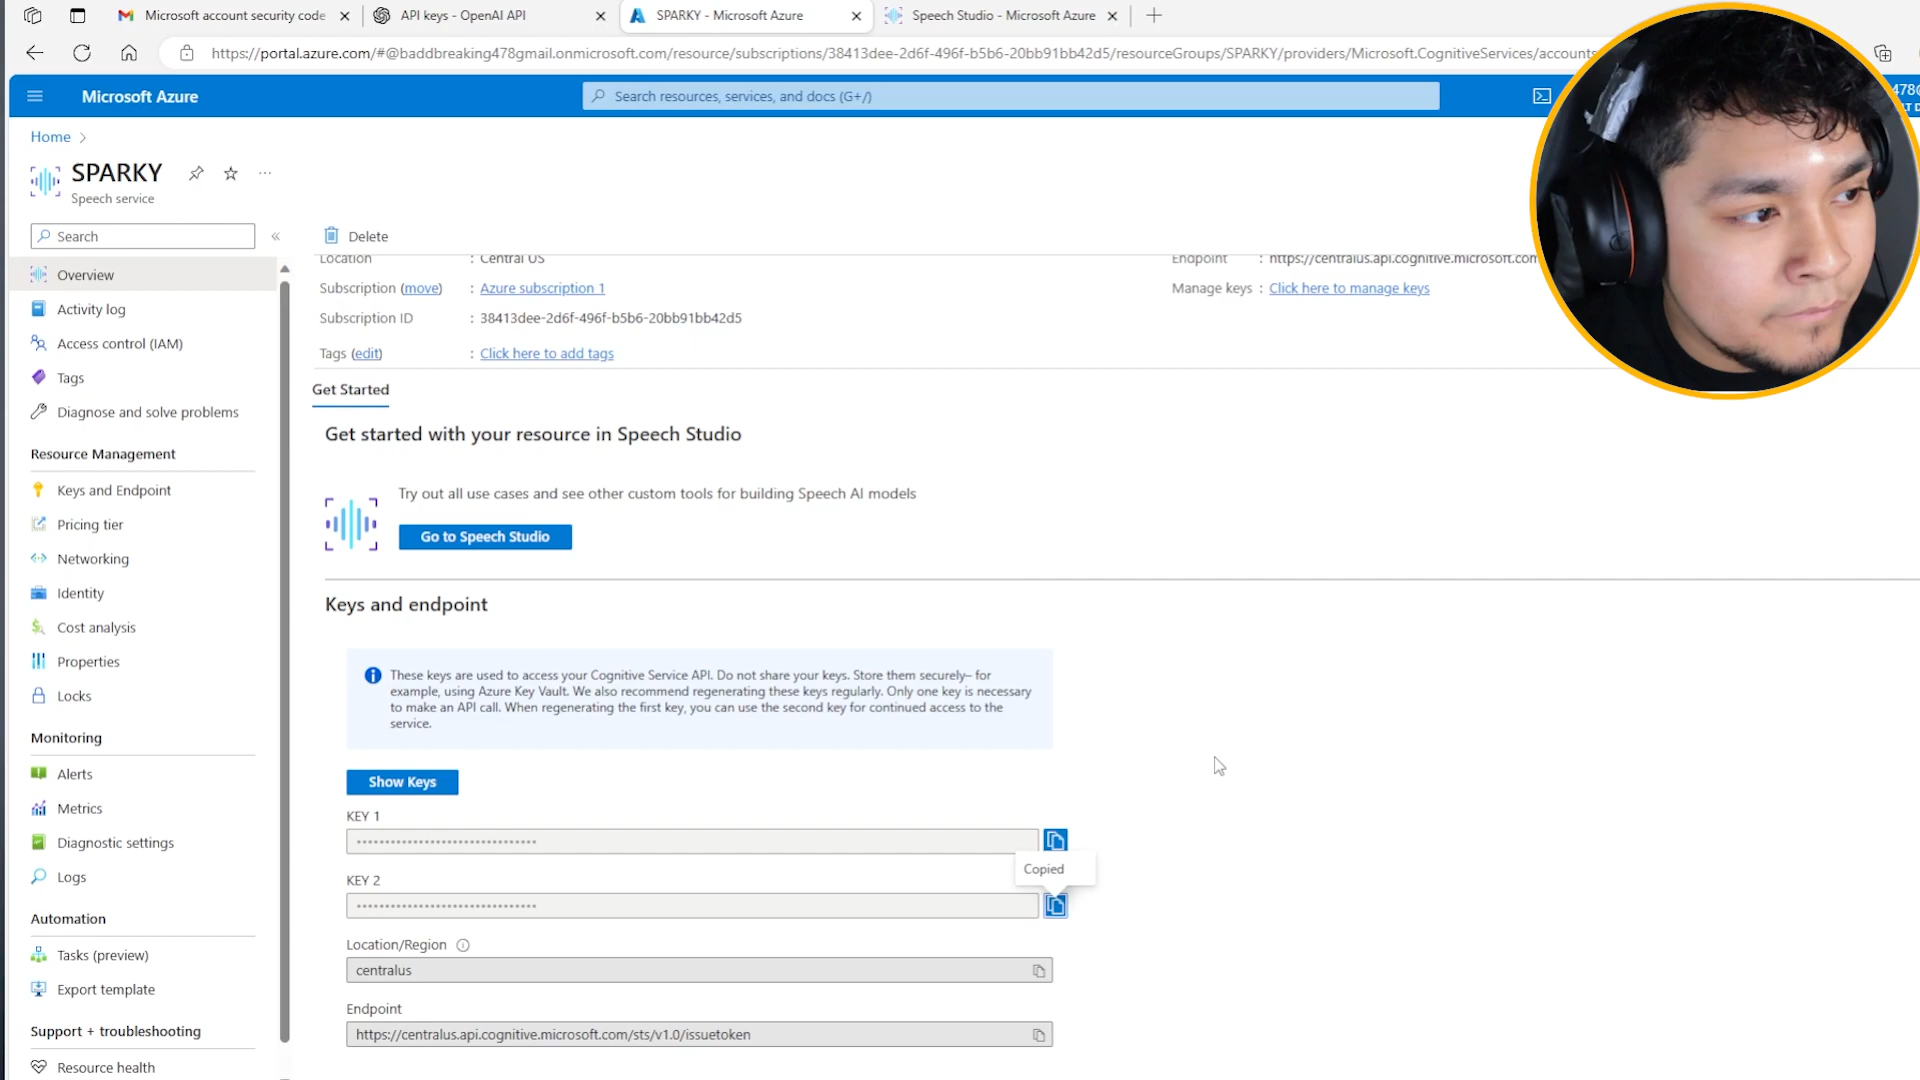 Microsoft account security code
API keys - OpenAI API
SPARKY - Microsoft Azure
Speech Studio - Microsoft Azure
https://portal.azure.com/#@baddbreaking478gmail.onmicrosoft.com/resource/subscriptions/38413dee-2d6f-496f-b5b6-20bb91bb42d5/resourceGroups/SPARKY/providers/Microsoft.CognitiveServices/accounts
Microsoft Azure
Search resources, services, and docs (G+/)
478@
Home
SPARKY
Speech service
Search
Overview
Activity log
Access control (IAM)
Tags
Diagnose and solve problems
Resource Management
Keys and Endpoint
Pricing tier
Networking
Identity
Cost analysis
Properties
Locks
Monitoring
Alerts
Metrics
Diagnostic settings
Logs
Automation
Tasks (preview)
Export template
Support + troubleshooting
Resource health
Delete
Location : Central US
Subscription (move) : Azure subscription 1
Subscription ID : 38413dee-2d6f-496f-b5b6-20bb91bb42d5
Tags (edit) : Click here to add tags
Endpoint : https://centralus.api.cognitive.microsoft.com
Manage keys : Click here to manage keys
Get Started
Get started with your resource in Speech Studio
Try out all use cases and see other custom tools for building Speech AI models
Go to Speech Studio
Keys and endpoint
These keys are used to access your Cognitive Service API. Do not share your keys. Store them securely– for
example, using Azure Key Vault. We also recommend regenerating these keys regularly. Only one key is necessary
to make an API call. When regenerating the first key, you can use the second key for continued access to the
service.
Show Keys
KEY 1
Copied
KEY 2
Location/Region
centralus
Endpoint
https://centralus.api.cognitive.microsoft.com/sts/v1.0/issuetoken